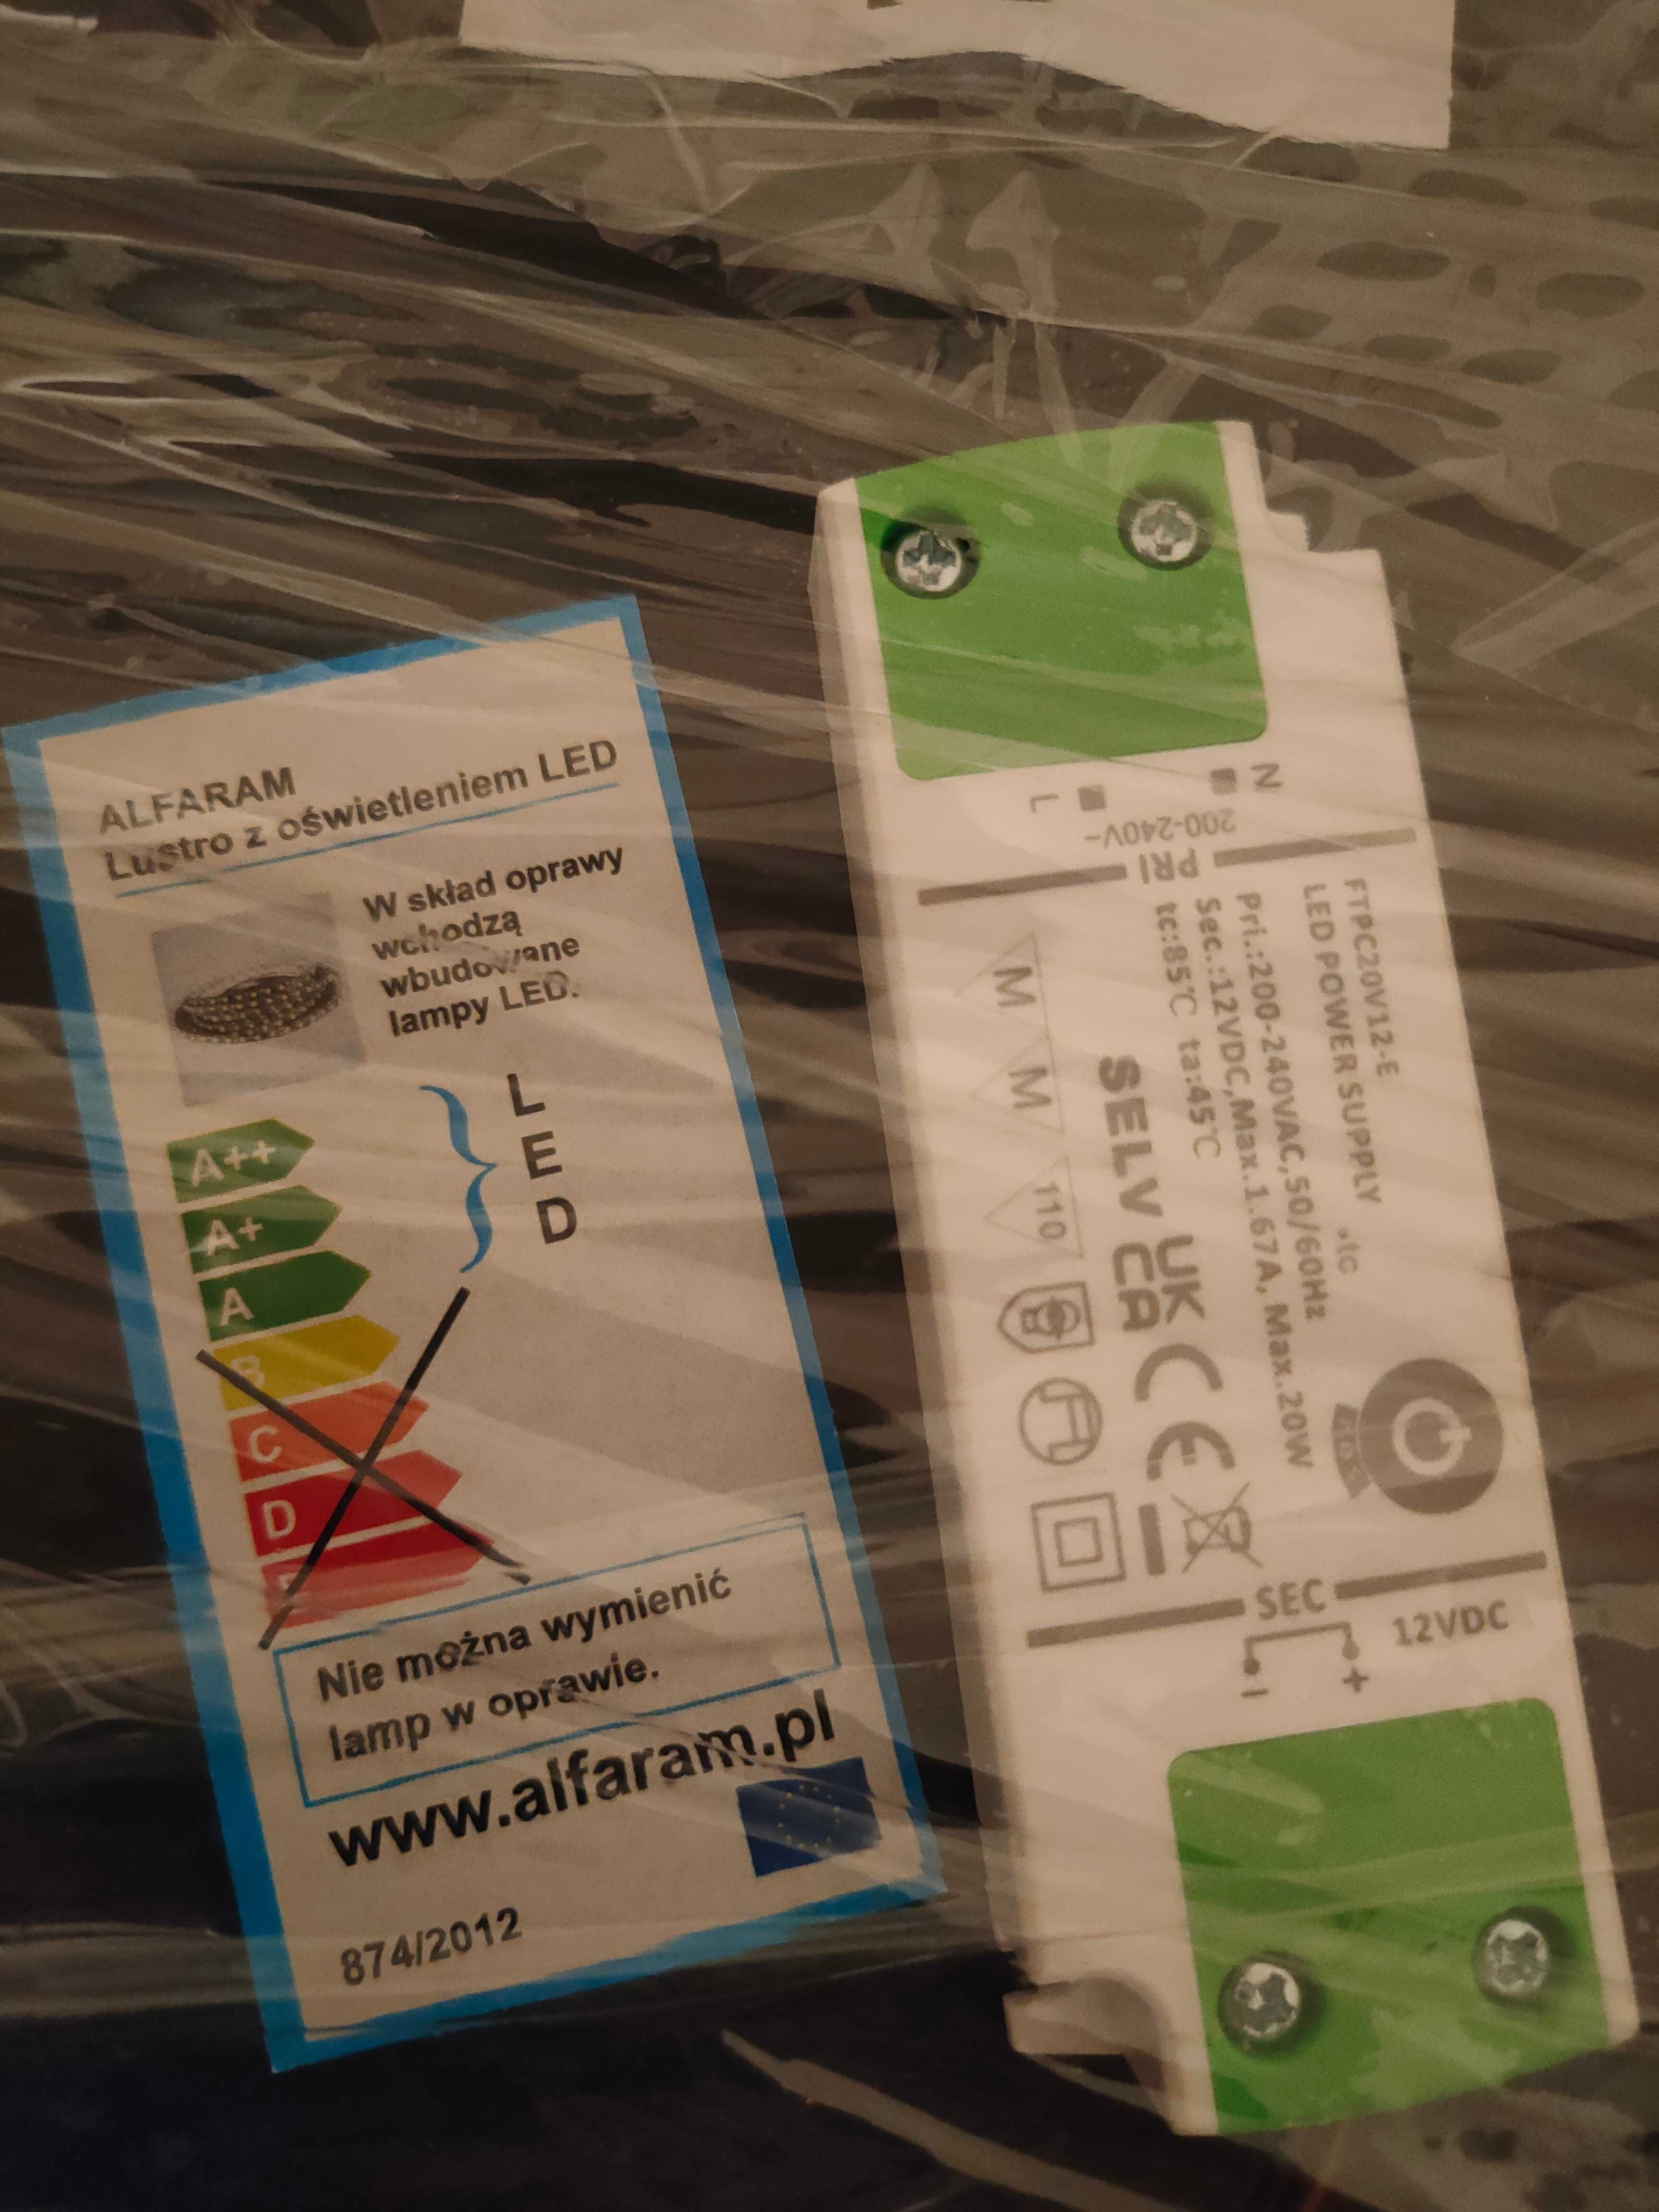 ALFARAM
Lustro z oświetleniem LED
W skład oprawy
wchodzą
wbudowane
lampy LED.
L
E
D
A++
A+
A
B
C
D
Nie można wymienić
lamp w oprawie.
www.alfaram.pl
874/2012
N
L
200-240V~
PRI
FTPC20V12-E
LED POWER SUPPLY
•tc
Pri.:200-240VAC,50/60Hz
Sec.:12VDC,Max.1.67A, Max.20W
tc:85℃ ta:45℃
SELV
UK
CA
CE
M
M
110
SEC
12VDC
+
-